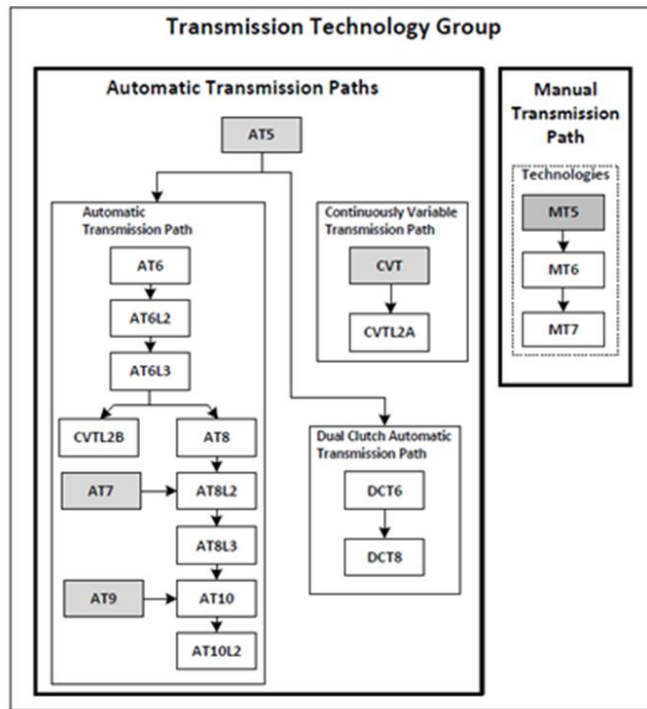 Transmission Technology Group
Automatic Transmission Paths
AT5
Automatic
Transmission Path
AT6
AT6L2
AT6L3
CVTL2B
AT8
AT7
AT8L2
AT8L3
AT9
AT10
AT10L2
Continuously Variable
Transmission Path
CVT
CVTL2A
Dual Clutch Automatic
Transmission Path
DCT6
DCT8
Manual
Transmission
Path
Technologies
MT5
MT6
MT7